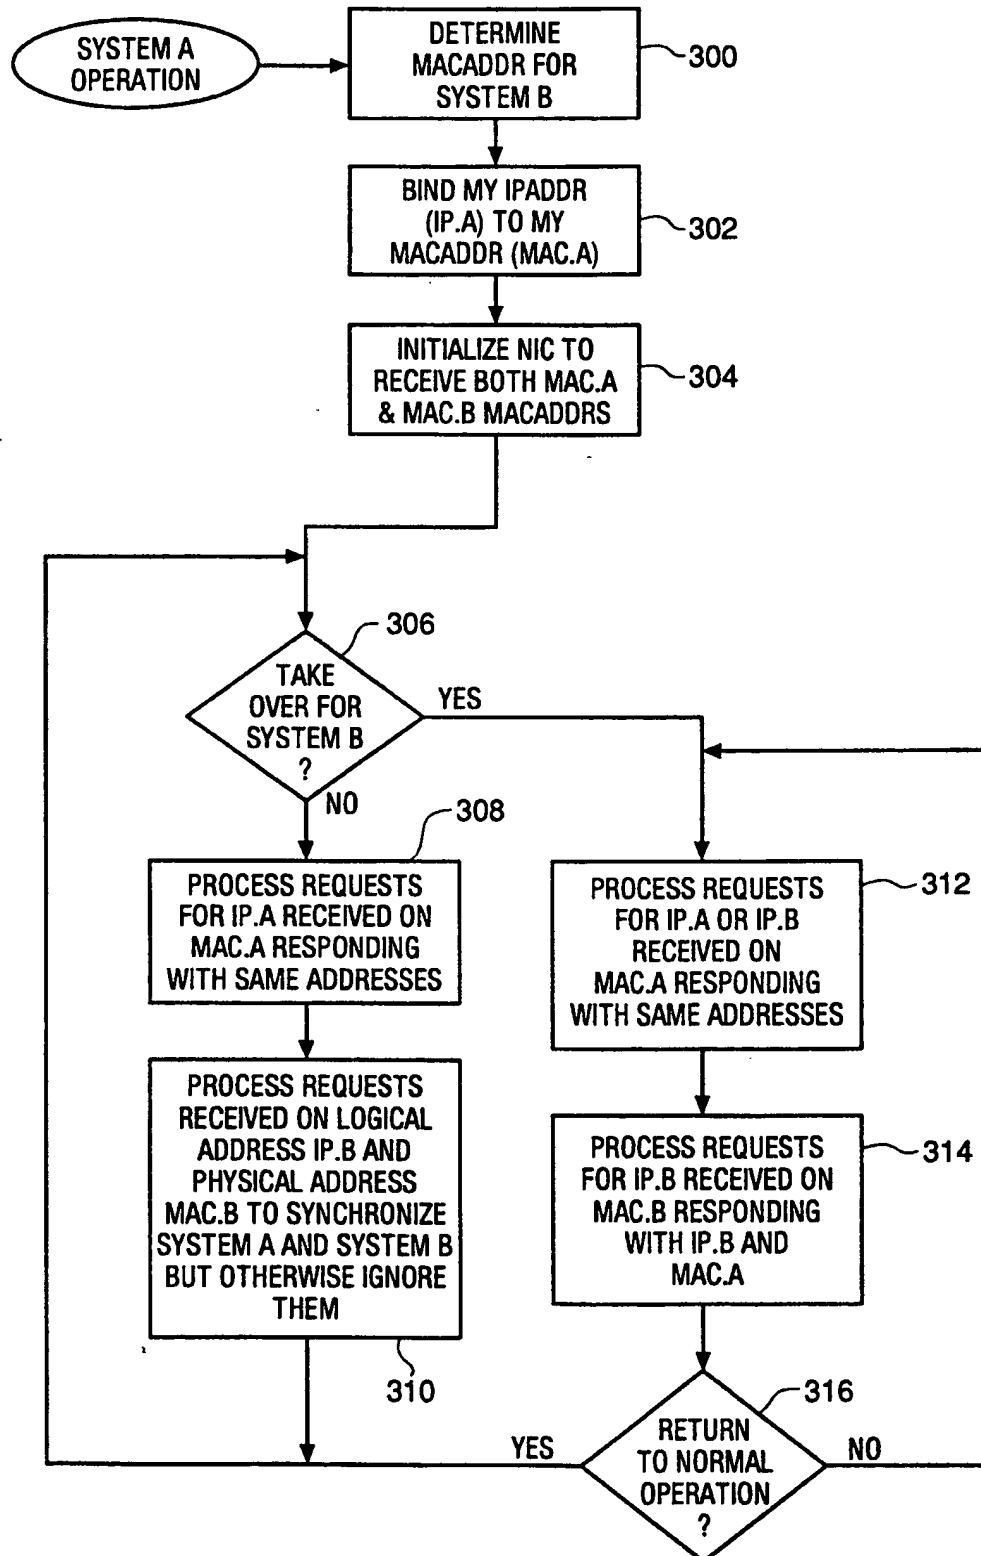 SYSTEM A
OPERATION
DETERMINE
MACADDR FOR
SYSTEM B
300
BIND MY IPADDR
(IP.A) TO MY
MACADDR (MAC.A)
302
INITIALIZE NIC TO
RECEIVE BOTH MAC.A
& MAC.B MACADDRS
304
306
TAKE
OVER FOR
SYSTEM B
?
YES
NO
308
PROCESS REQUESTS
FOR IP.A RECEIVED ON
MAC.A RESPONDING
WITH SAME ADDRESSES
PROCESS REQUESTS
RECEIVED ON LOGICAL
ADDRESS IP.B AND
PHYSICAL ADDRESS
MAC.B TO SYNCHRONIZE
SYSTEM A AND SYSTEM B
BUT OTHERWISE IGNORE
THEM
310
312
PROCESS REQUESTS
FOR IP.A OR IP.B
RECEIVED ON
MAC.A RESPONDING
WITH SAME ADDRESSES
314
PROCESS REQUESTS
FOR IP.B RECEIVED ON
MAC.B RESPONDING
WITH IP.B AND
MAC.A
316
RETURN
TO NORMAL
OPERATION
?
YES
NO